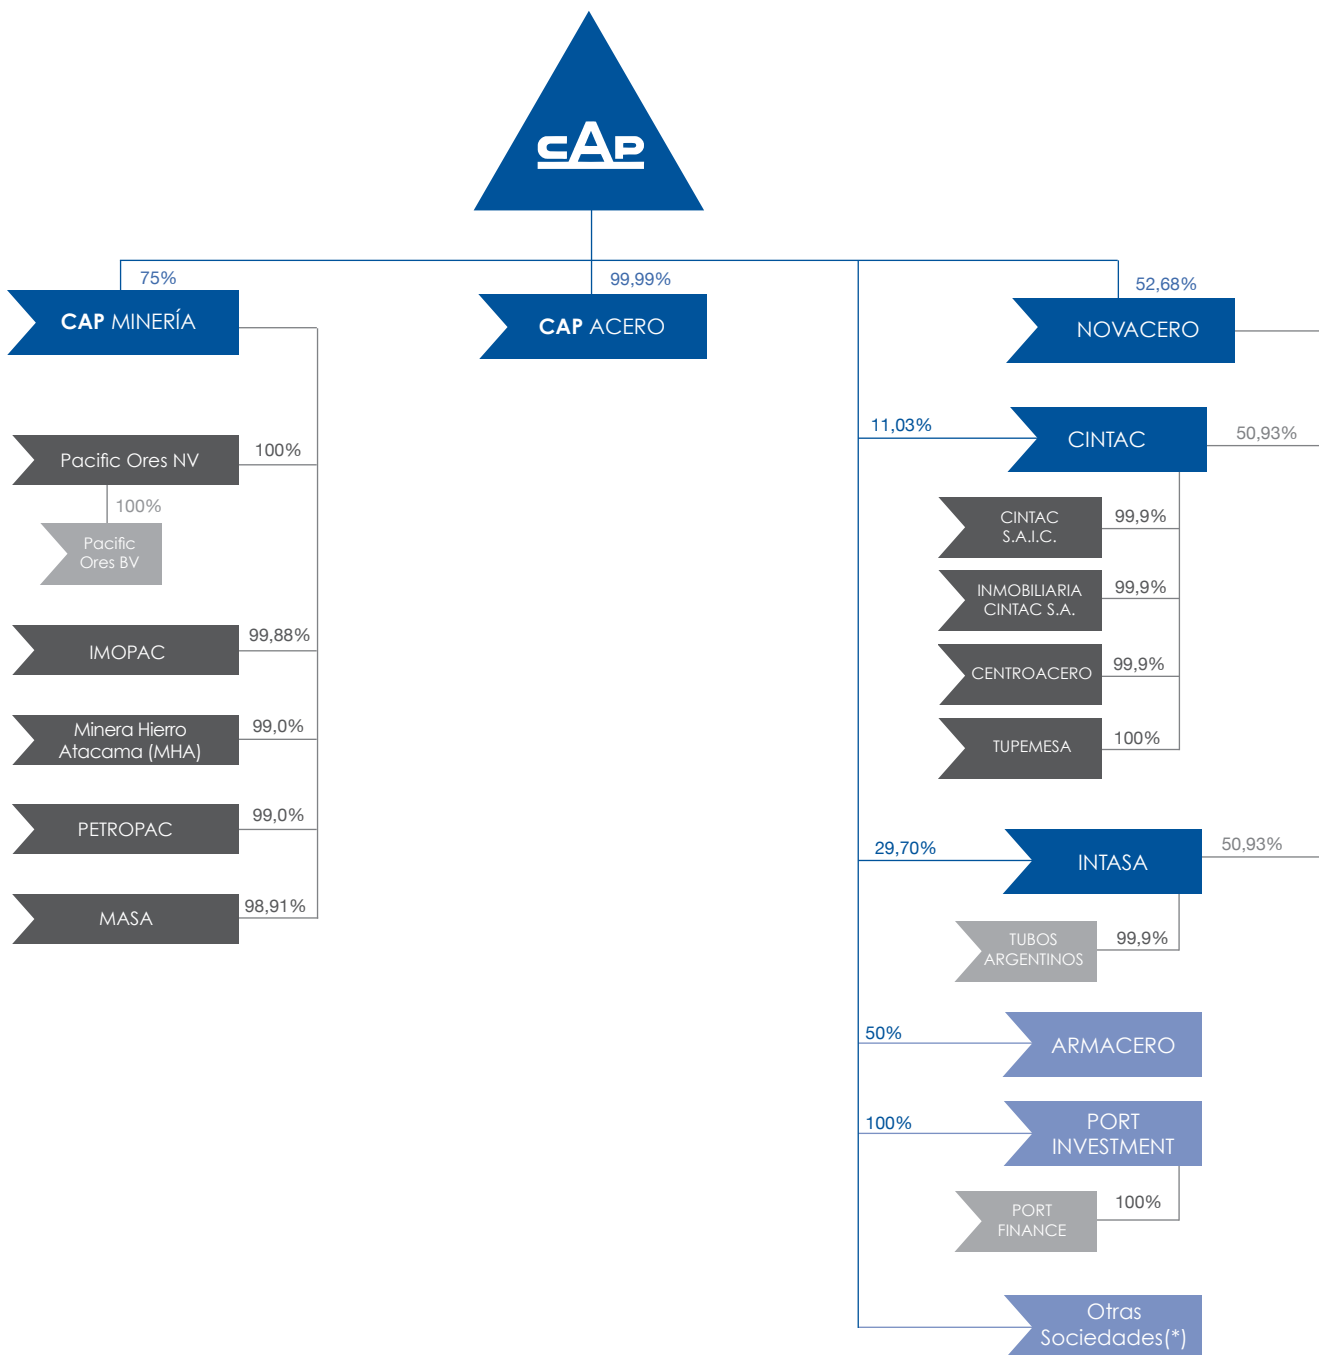 CAP
75%
99,99%
52,68%
CAP MINERÍA
CAP ACERO
NOVACERO
11,03%
CINTAC
50,93%
Pacific Ores NV
100%
100%
Pacific
Ores BV
CINTAC
S.A.I.C.
99,9%
INMOBILIARIA
CINTAC S.A.
99,9%
IMOPAC
99,88%
CENTROACERO
99,9%
Minera Hierro
Atacama (MHA)
99,0%
TUPEMESA
100%
PETROPAC
99,0%
29,70%
INTASA
50,93%
MASA
98,91%
TUBOS
ARGENTINOS
99,9%
50%
ARMACERO
100%
PORT
INVESTMENT
PORT
FINANCE
100%
Otras
Sociedades(*)